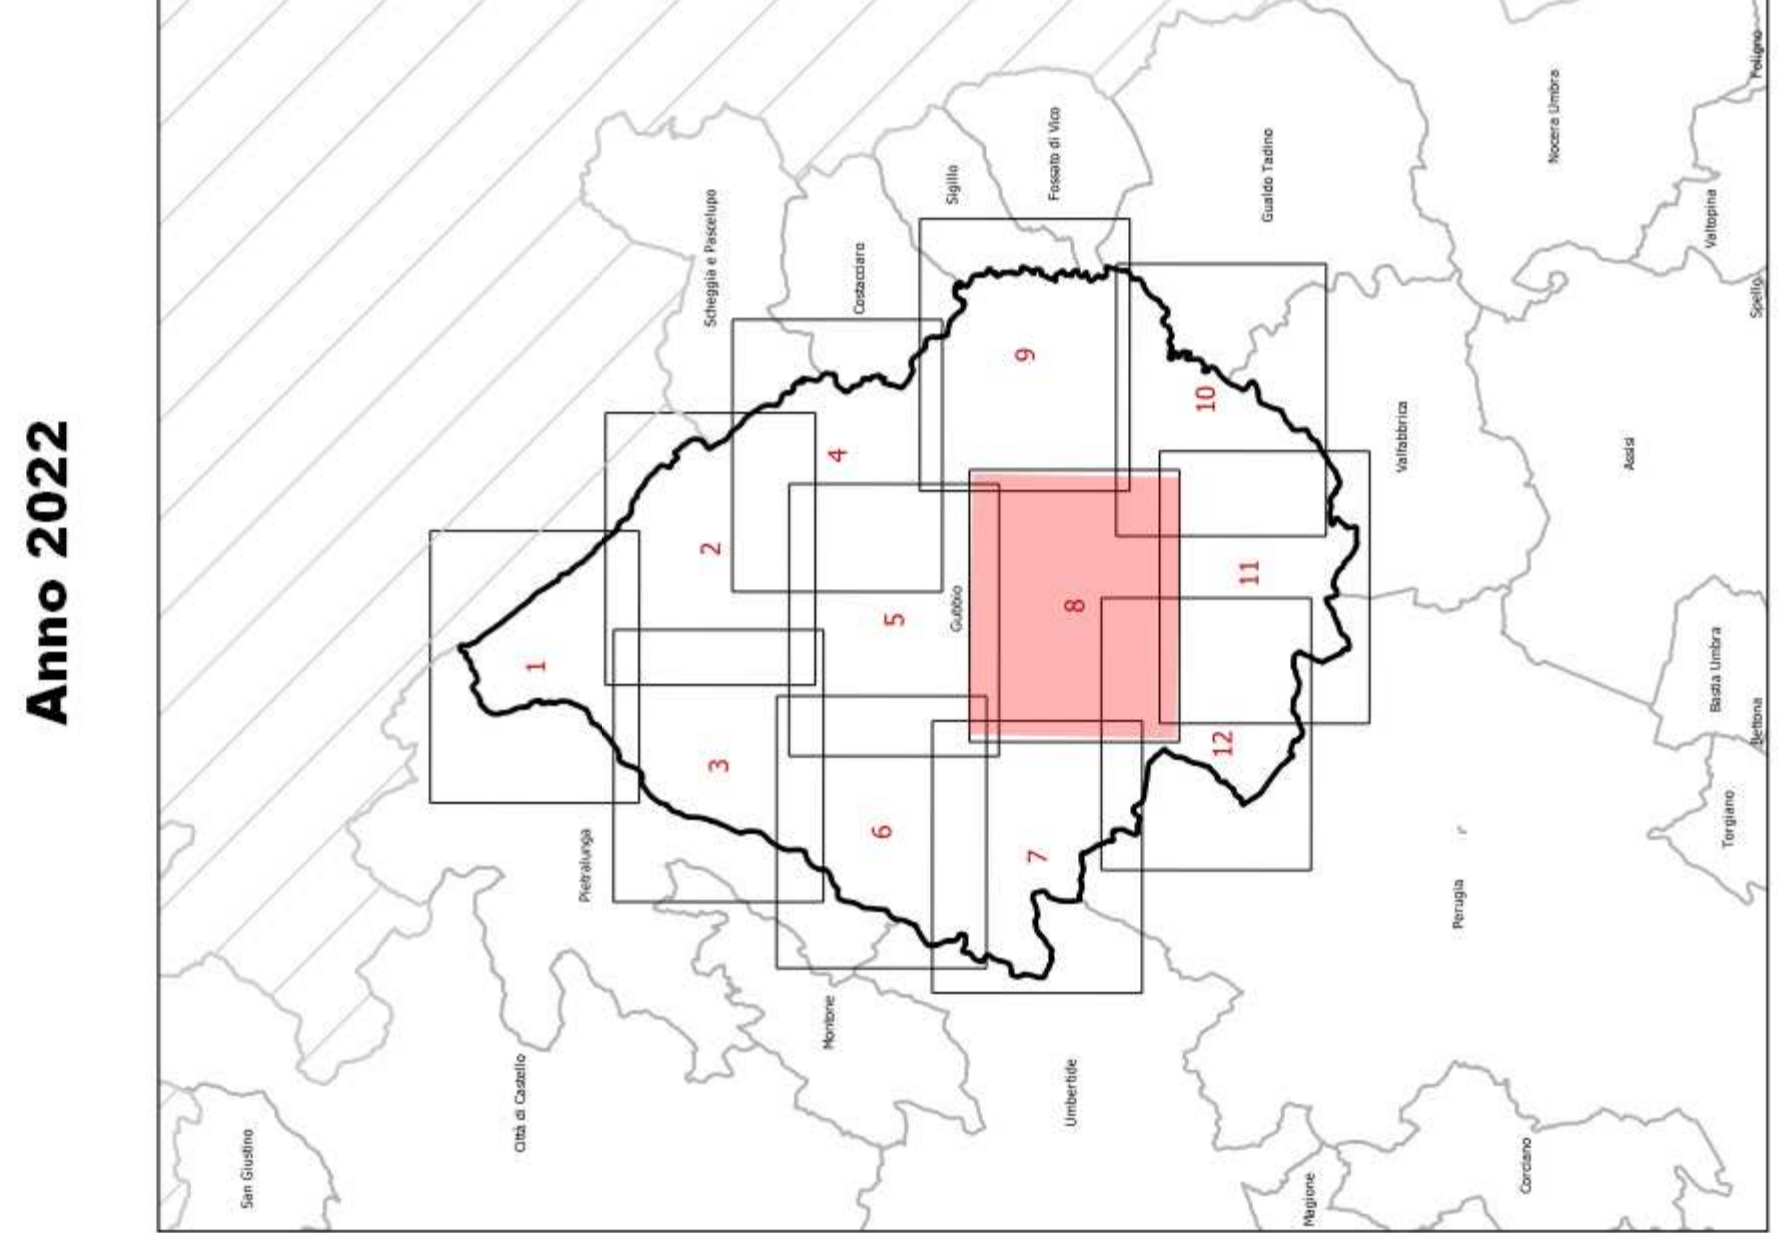 Anno 2022
San Giustino
Città di Castello
1
Pietralunga
2
Scheggia e Pascelupo
3
Montone
4
Costacciaro
6
5
Gubbio
Sigillo
7
9
Fossato di Vico
Umbertide
8
10
12
11
Gualdo Tadino
Magione
Valfabbrica
Perugia
Corciano
Nocera Umbra
Assisi
Torgiano
Bastia Umbra
Valtopina
Bettona
Spello
Foligno